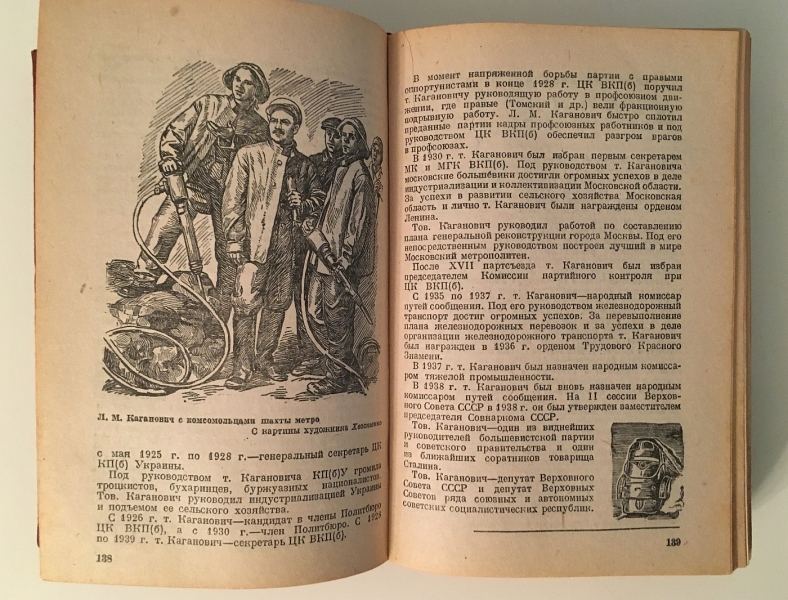 Л. М. Каганович с комсомольцами шахты метро
С картины художника
с мая 1925 г. по 1928 г.—генеральный секретарь ЦК
КП(б) Украины.
Под руководством т. Кагановича КП(б)У громила
троцкистов, бухаринцев, буржуазных националистов.
Тов. Каганович руководил индустриализацией Украины
и подъемом ее сельского хозяйства.
С 1926 г. т. Каганович—кандидат в члены Политбюро
ЦК ВКП(б), а с 1930 г.—член Политбюро. С 1928
по 1939 г. т. Каганович—секретарь ЦК ВКП(б).
138
В момент напряженной борьбы партии с правыми
оппортунистами в конце 1928 г. ЦК ВКП(б) поручил
т. Кагановичу руководящую работу в профсоюзном дви-
жении, где правые (Томский и др.) вели фракционную
подрывную работу. Л. М. Каганович быстро сплотил
преданные партии кадры профсоюзных работников и под
руководством ЦК ВКП(б) обеспечил разгром врагов
в профсоюзах.
В 1930 г. т. Каганович был избран первым секретарем
МК и МГК ВКП(б). Под руководством т. Кагановича
московские большевики достигли огромных успехов в деле
индустриализации и коллективизации Московской области.
За успехи в развитии сельского хозяйства Московская
область и лично т. Каганович были награждены орденом
Ленина.
Тов. Каганович руководил работой по составлению
плана генеральной реконструкции города Москвы. Под его
непосредственным руководством построен лучший в мире
Московский метрополитен.
После XVII партсъезда т. Каганович был избран
председателем Комиссии партийного контроля при
ЦК ВКП(б).
С 1935 по 1937 г. т. Каганович—народный комиссар
путей сообщения. Под его руководством железнодорожный
транспорт достиг огромных успехов. За перевыполнение
плана железнодорожных перевозок и за успехи в деле
организации железнодорожного транспорта т. Каганович
был награжден в 1936 г. орденом Трудового Красного
Знамени.
В 1937 г. т. Каганович был назначен народным комисса-
ром тяжелой промышленности.
В 1938 г. т. Каганович был вновь назначен народным
комиссаром путей сообщения. На II сессии Верхов-
ного Совета СССР в 1938 г. он был утвержден заместителем
председателя Совнаркома СССР.
Тов. Каганович—один из виднейших
руководителей большевистской партии
и советского правительства и один
из ближайших соратников товарища
Сталина.
Тов. Каганович—депутат Верховного
Совета СССР и депутат Верховных
Советов ряда союзных и автономных
советских социалистических республик.
139